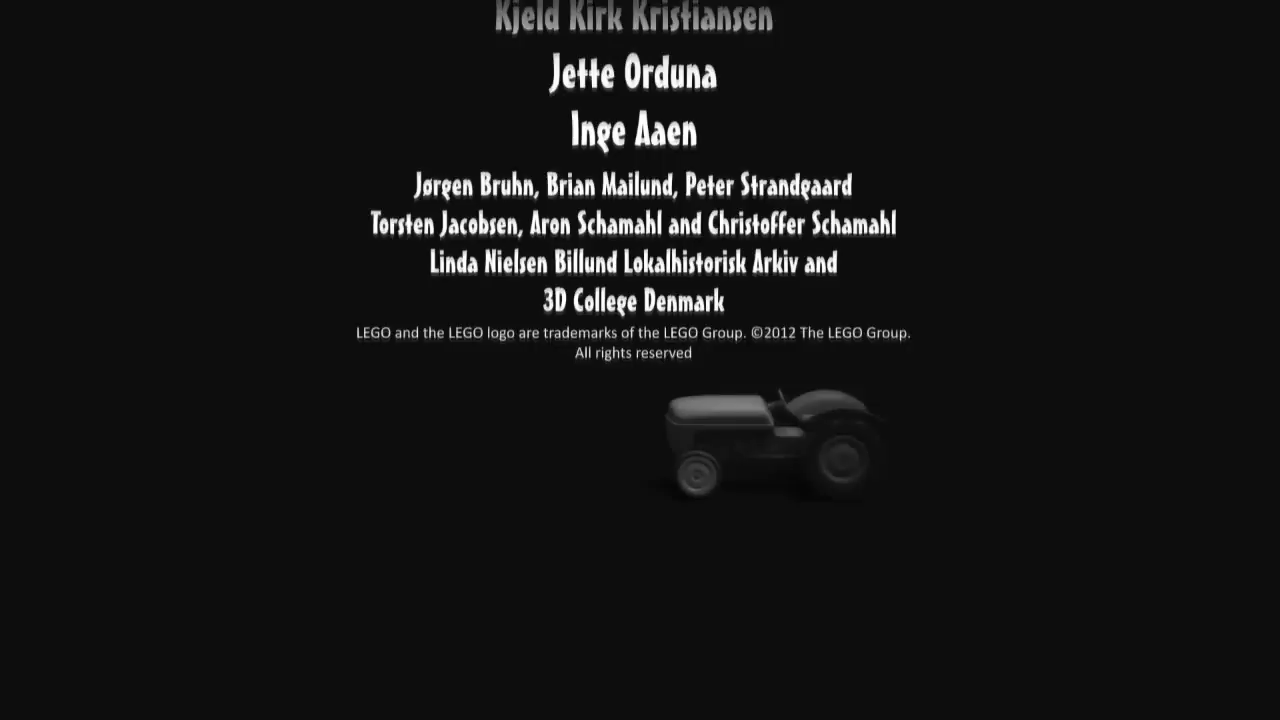 Kjeld Kirk Kristiansen
Jette Orduna
Inge Aaen
Jørgen Bruhn, Brian Mailund, Peter Strandgaard
Torsten Jacobsen, Aron Schamahl and Christoffer Schamahl
Linda Nielsen Billund Lokalhistorisk Arkiv and
3D College Denmark
LEGO and the LEGO logo are trademarks of the LEGO Group. ©2012 The LEGO Group.
All rights reserved